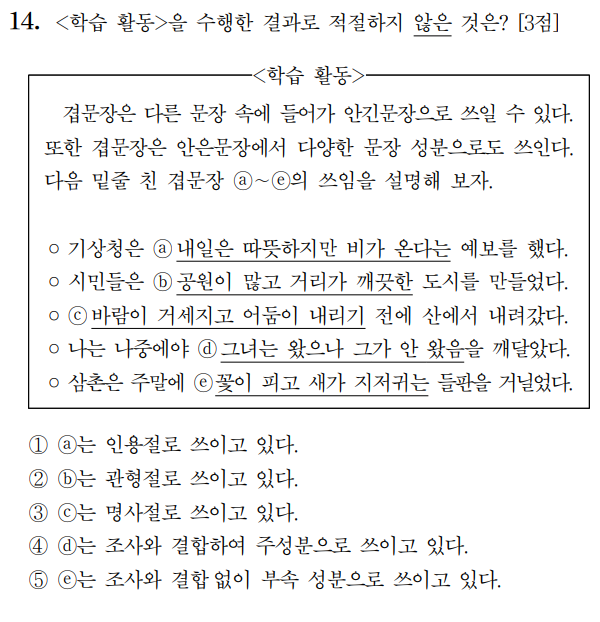 14. <학습 활동>을 수행한 결과로 적절하지 않은 것은? [3점]
<학습 활동>
겹문장은 다른 문장 속에 들어가 안긴문장으로 쓰일 수 있다.
또한 겹문장은 안은문장에서 다양한 문장 성분으로도 쓰인다.
다음 밑줄 친 겹문장 ⓐ~ⓔ의 쓰임을 설명해 보자.
○ 기상청은 ⓐ내일은 따뜻하지만 비가 온다는 예보를 했다.
○ 시민들은 ⓑ공원이 많고 거리가 깨끗한 도시를 만들었다.
○ ⓒ바람이 거세지고 어둠이 내리기 전에 산에서 내려갔다.
○ 나는 나중에야 ⓓ그녀는 왔으나 그가 안 왔음을 깨달았다.
○ 삼촌은 주말에 ⓔ꽃이 피고 새가 지저귀는 들판을 거닐었다.
① ⓐ는 인용절로 쓰이고 있다.
② ⓑ는 관형절로 쓰이고 있다.
③ ⓒ는 명사절로 쓰이고 있다.
④ ⓓ는 조사와 결합하여 주성분으로 쓰이고 있다.
⑤ ⓔ는 조사와 결합 없이 부속 성분으로 쓰이고 있다.